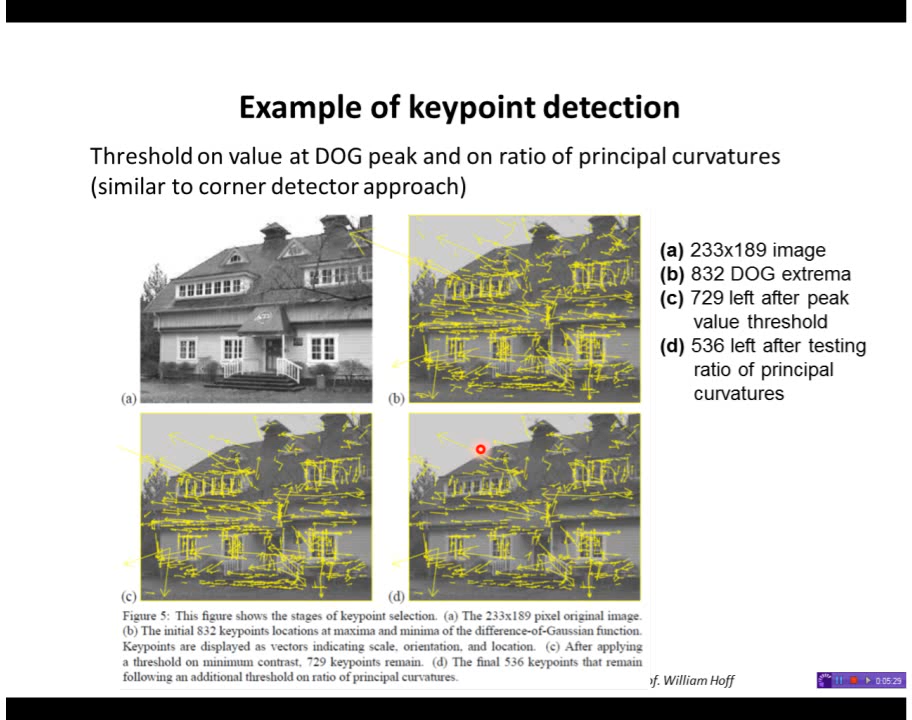 Example of keypoint detection
Threshold on value at DOG peak and on ratio of principal curvatures
(similar to corner detector approach)
(a)
(b)
(c)
(d)
(a) 233x189 image
(b) 832 DOG extrema
(c) 729 left after peak
value threshold
(d) 536 left after testing
ratio of principal
curvatures
Figure 5: This figure shows the stages of keypoint selection. (a) The 233x189 pixel original image.
(b) The initial 832 keypoints locations at maxima and minima of the difference-of-Gaussian function.
Keypoints are displayed as vectors indicating scale, orientation, and location. (c) After applying
a threshold on minimum contrast, 729 keypoints remain. (d) The final 536 keypoints that remain
following an additional threshold on ratio of principal curvatures.
of. William Hoff
0:05:29